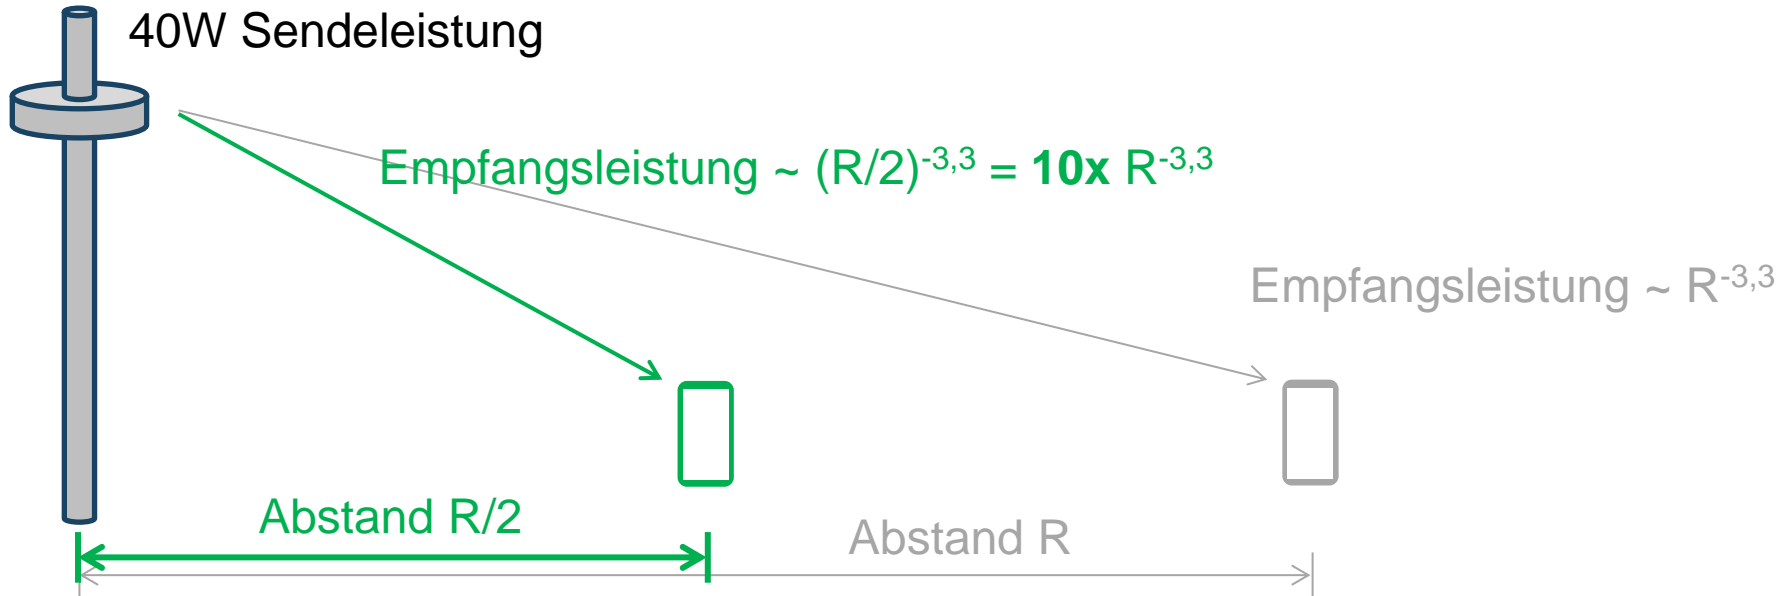 40W Sendeleistung
Empfangsleistung ~ (R/2)⁻³,³ = 10x R⁻³,³
Empfangsleistung ~ R⁻³,³
Abstand R/2
Abstand R